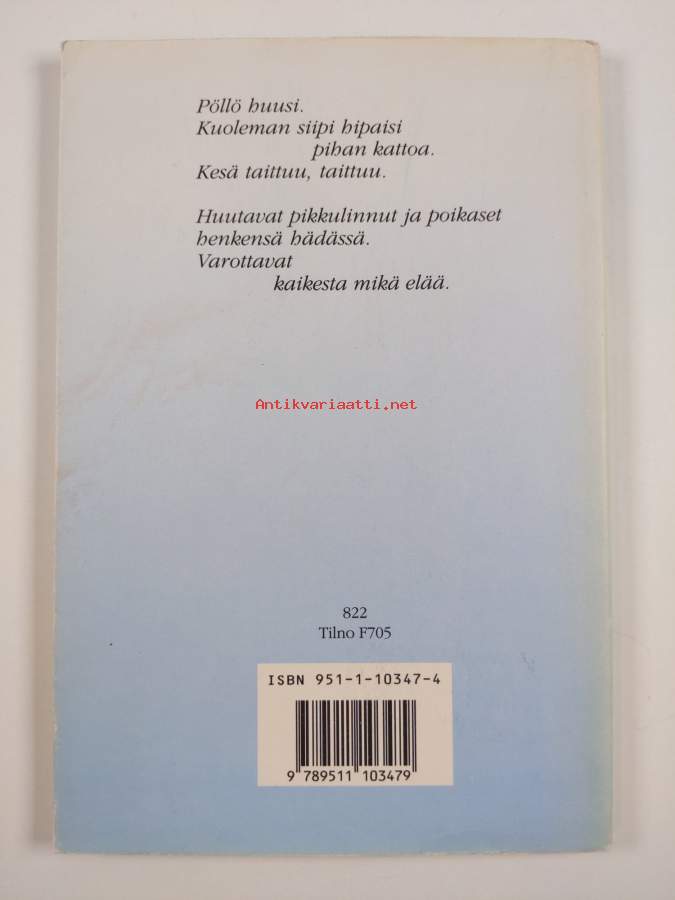 Pöllö huusi.
Kuoleman siipi hipaisi
pihan kattoa.
Kesä taittuu, taittuu.
Huutavat pikkulinnut ja poikaset
henkensä hädässä.
Varottavat
kaikesta mikä elää.
Antikvariaatti.net
822
Tilno F705
ISBN 951-1-10347-4
9 789511 103479